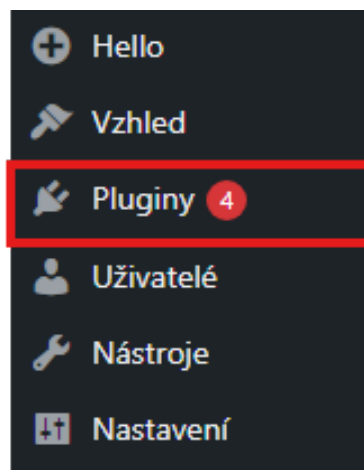 Hello
Vzhled
Pluginy 4
Uživatelé
Nástroje
Nastavení